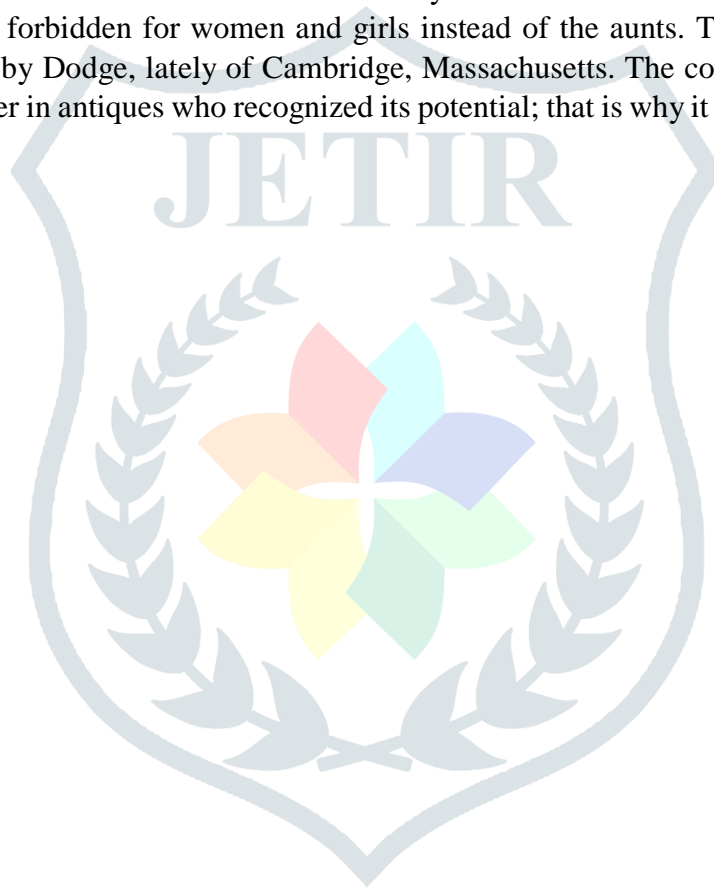 forbidden for women and girls instead of the aunts. T
by Dodge, lately of Cambridge, Massachusetts. The co
er in antiques who recognized its potential; that is why it
JETIR